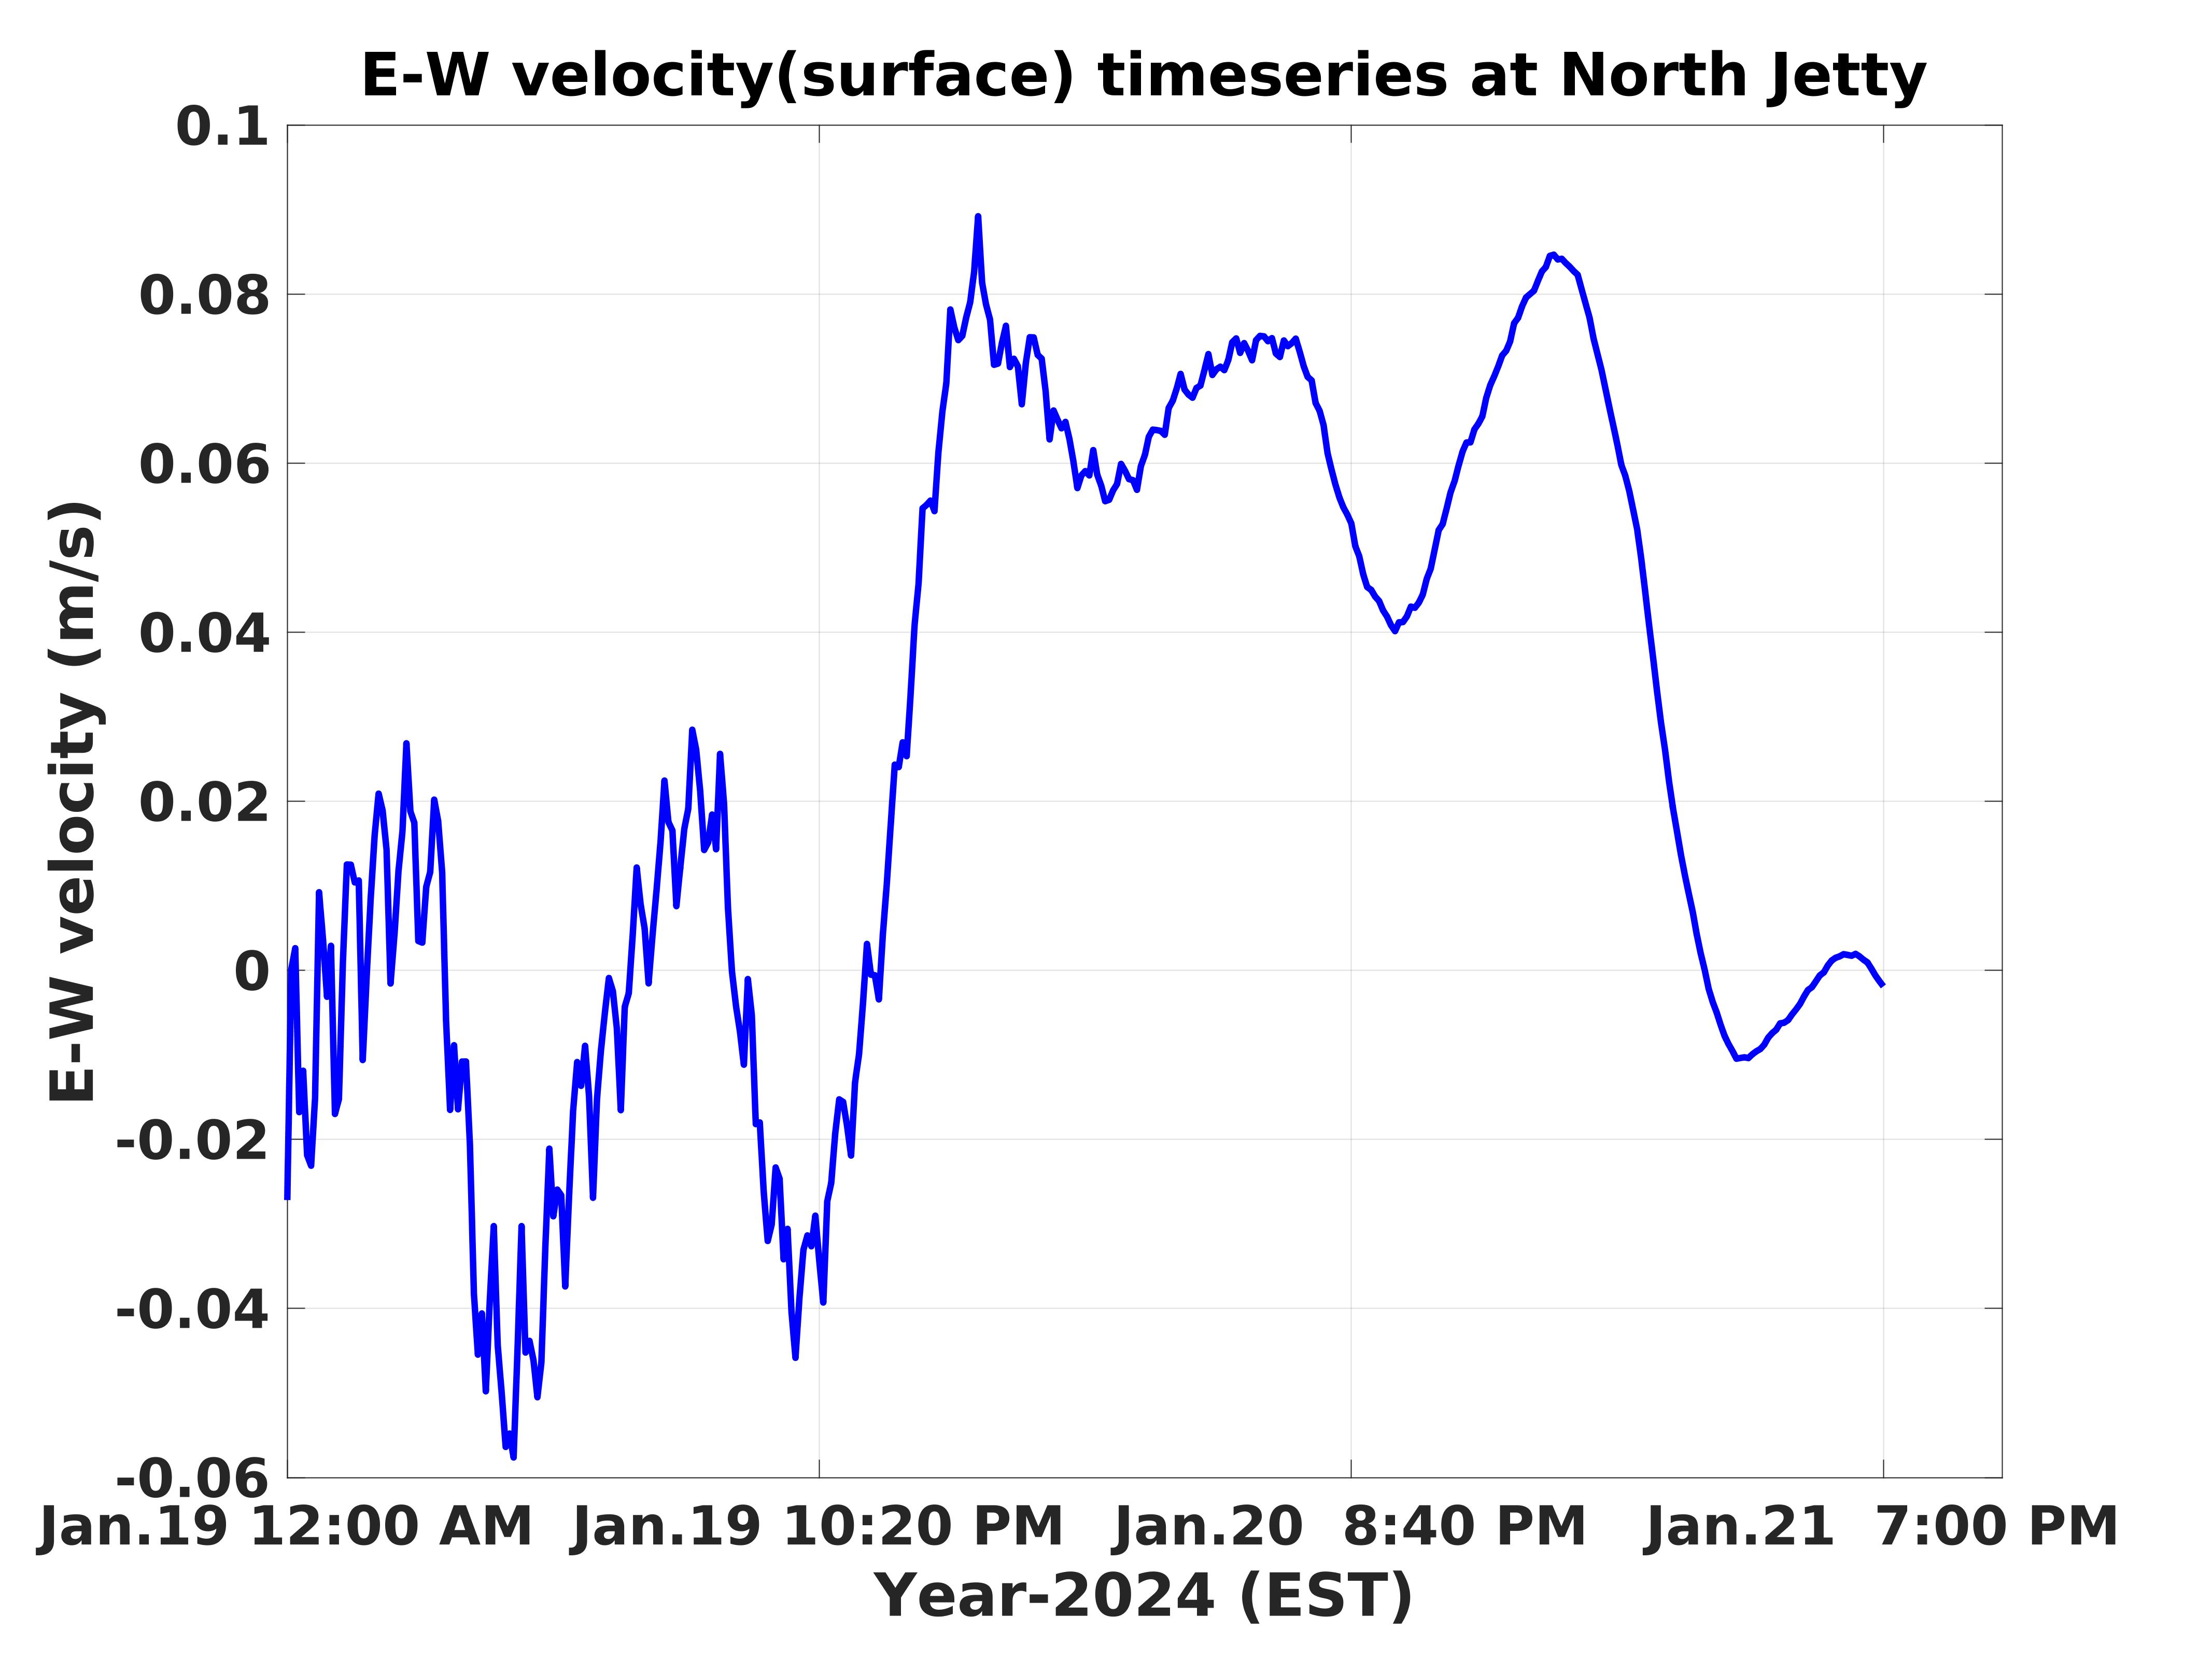 E-W velocity(surface) timeseries at North Jetty
0.1
0.08
0.06
0.04
0.02
0
-0.02
-0.04
-0.06
E-W velocity (m/s)
Jan.19 12:00 AM Jan.19 10:20 PM Jan.20 8:40 PM Jan.21 7:00 PM
Year-2024 (EST)